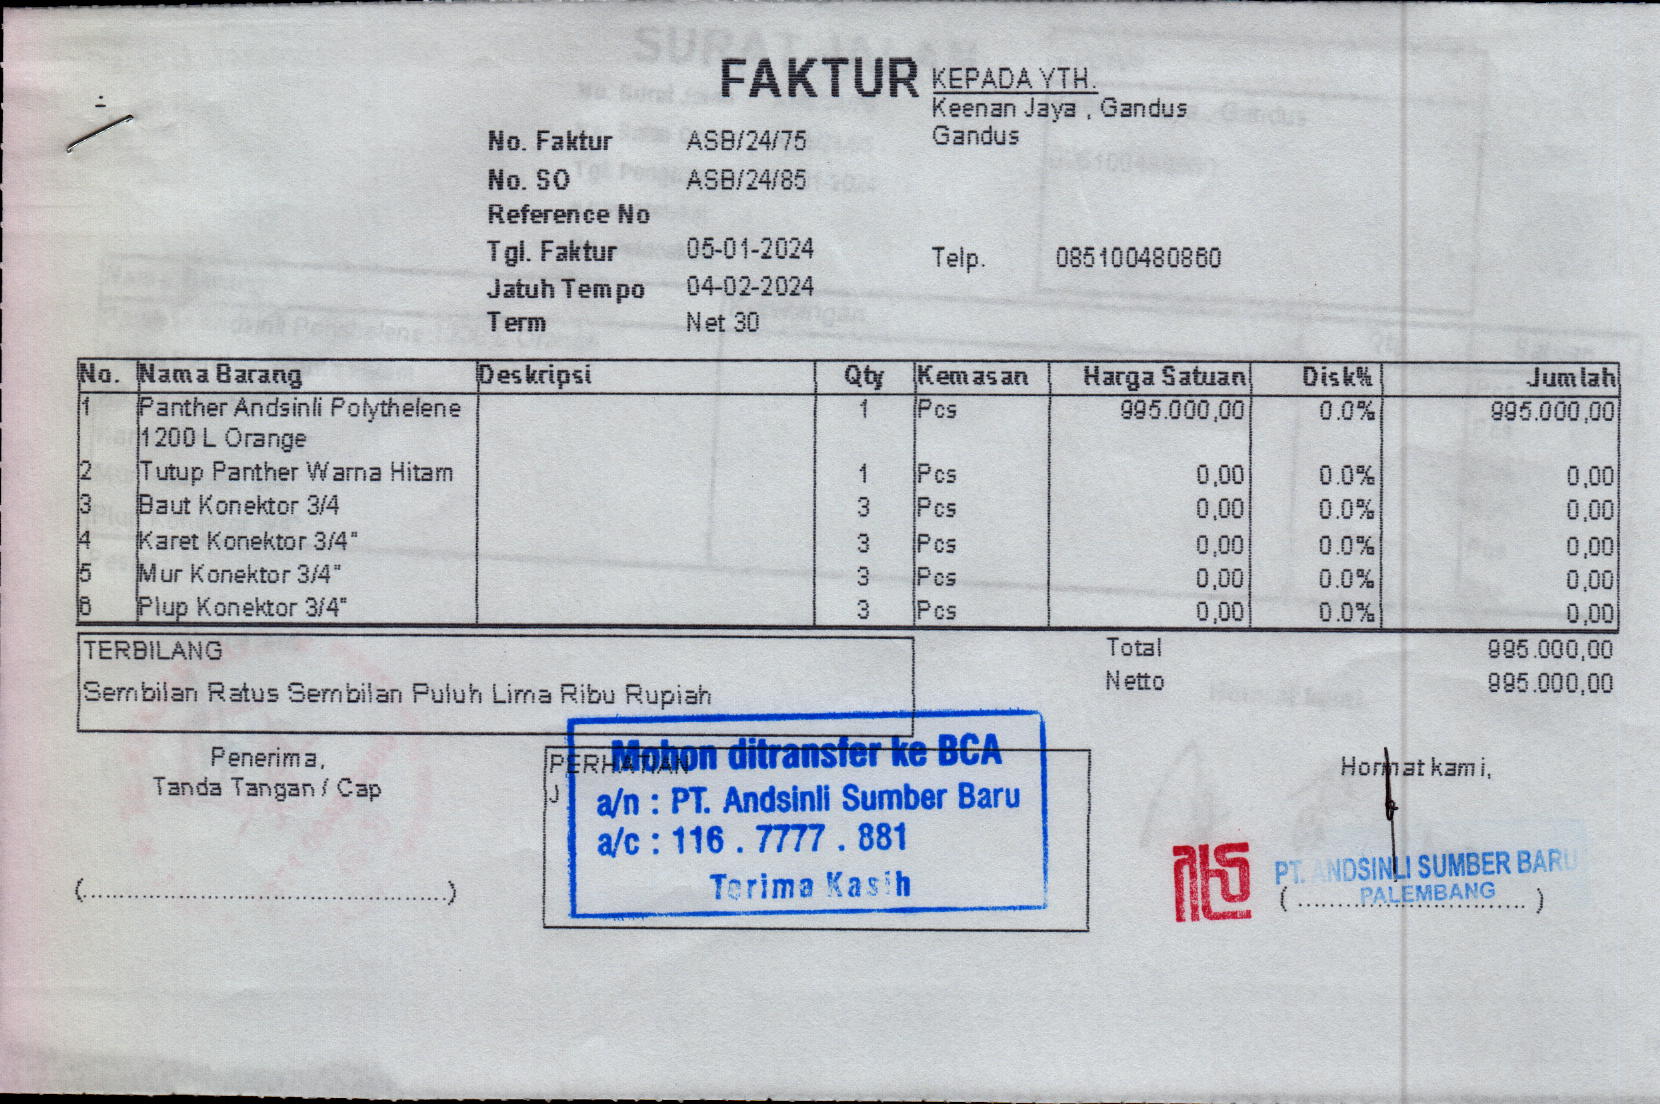 FAKTUR
KEPADA YTH.
Keenan Jaya , Gandus
Gandus
No. Faktur ASB/24/75
No. SO ASB/24/85
Reference No
Tgl. Faktur 05-01-2024
Telp. 085100480860
Jatuh Tempo 04-02-2024
Term Net 30
No. Nama Barang Deskripsi Qty Kemasan Harga Satuan Disk% Jumlah
1 Panther Andsinli Polythelene 1 Pcs 995.000,00 0.0% 995.000,00
1200 L Orange
2 Tutup Panther Warna Hitam 1 Pcs 0,00 0.0% 0,00
3 Baut Konektor 3/4 3 Pcs 0,00 0.0% 0,00
4 Karet Konektor 3/4" 3 Pcs 0,00 0.0% 0,00
5 Mur Konektor 3/4" 3 Pcs 0,00 0.0% 0,00
6 Plup Konektor 3/4" 3 Pcs 0,00 0.0% 0,00
TERBILANG
Sembilan Ratus Sembilan Puluh Lima Ribu Rupiah
Total 995.000,00
Netto 995.000,00
Penerima,
Tanda Tangan / Cap
(..........................................)
PERHATIAN
J
Mohon ditransfer ke BCA
a/n : PT. Andsinli Sumber Baru
a/c : 116 . 7777 . 881
Terima Kasih
Hormat kami,
PT. ANDSINLI SUMBER BARU
PALEMBANG
(..............................)